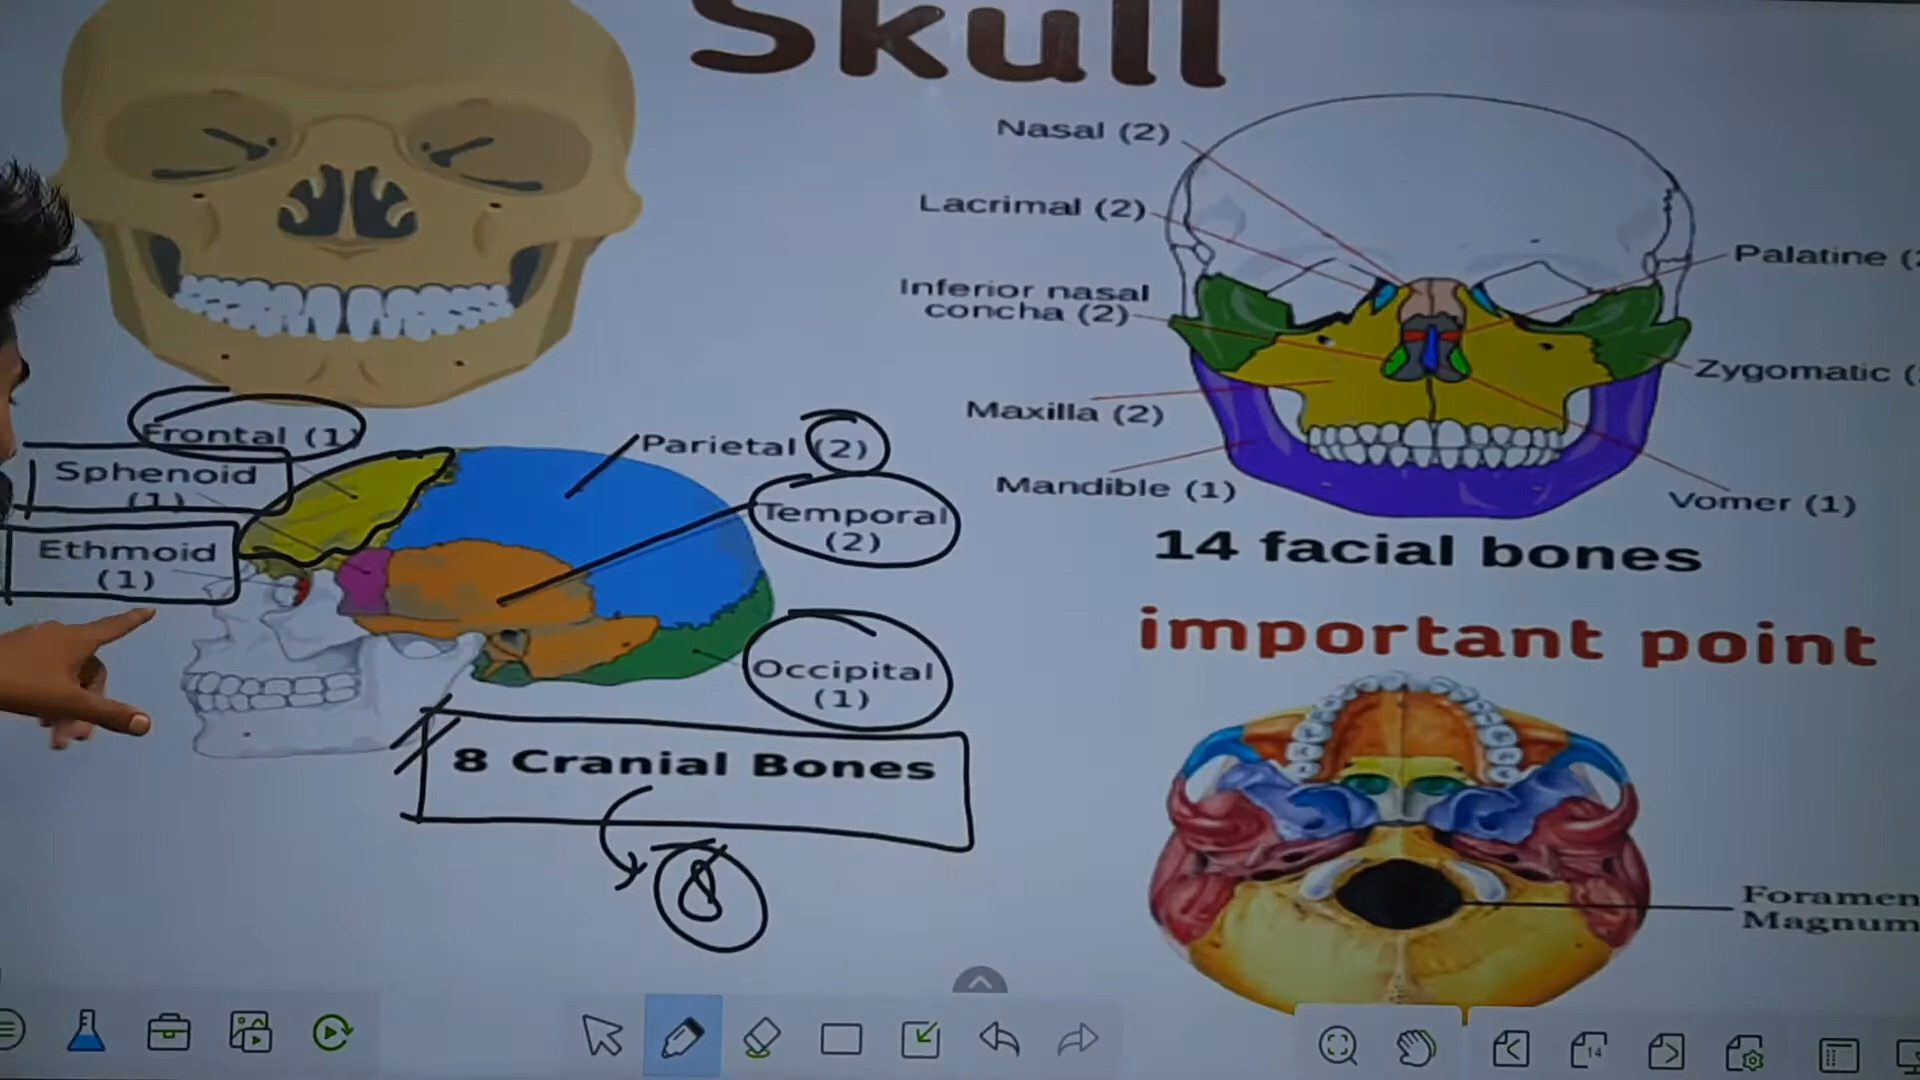 Skull
Nasal (2)
Lacrimal (2)
Inferior nasal
concha (2)
Maxilla (2)
Mandible (1)
Palatine (
Zygomatic (
Vomer (1)
14 facial bones
Frontal (1)
Sphenoid
(1)
Ethmoid
(1)
Parietal (2)
Temporal
(2)
Occipital
(1)
8 Cranial Bones
8
important point
Foramen
Magnum
14